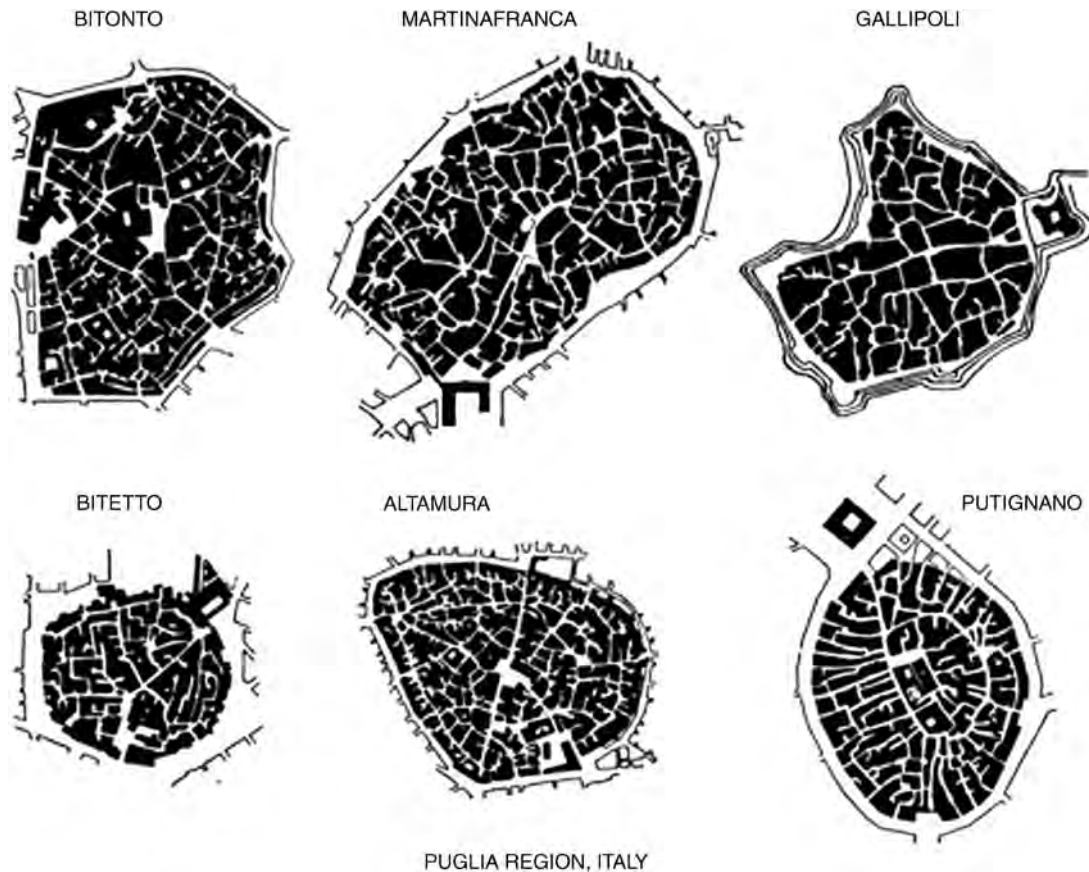 BITONTO
MARTINAFRANCA
GALLIPOLI
BITETTO
ALTAMURA
PUTIGNANO
PUGLIA REGION, ITALY